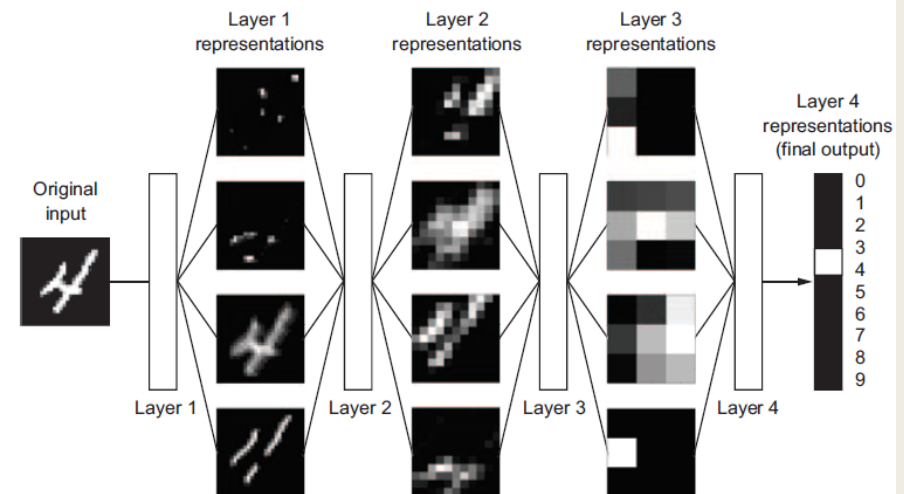 Layer 1
representations
Layer 2
representations
Layer 3
representations
Layer 4
representations
(final output)
Original
input
0
1
2
3
4
5
6
7
8
9
Layer 1
Layer 2
Layer 3
Layer 4